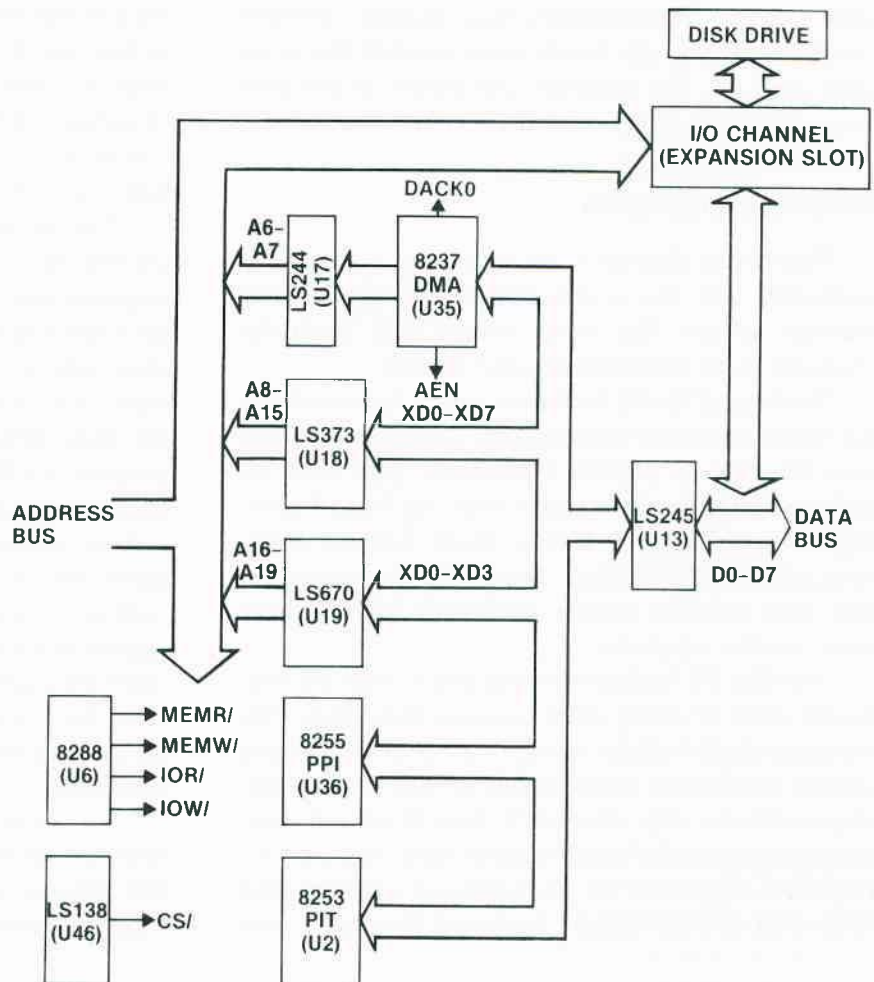 DISK DRIVE
I/O CHANNEL
(EXPANSION SLOT)
DACK0
A6-
A7
LS244
(U17)
8237
DMA
(U35)
AEN
XD0-XD7
A8-
A15
LS373
(U18)
ADDRESS
BUS
A16-
A19
LS670
(U19)
XD0-XD3
LS245
(U13)
DATA
BUS
D0-D7
8288
(U6)
MEMR/
MEMW/
IOR/
IOW/
8255
PPI
(U36)
LS138
(U46)
CS/
8253
PIT
(U2)